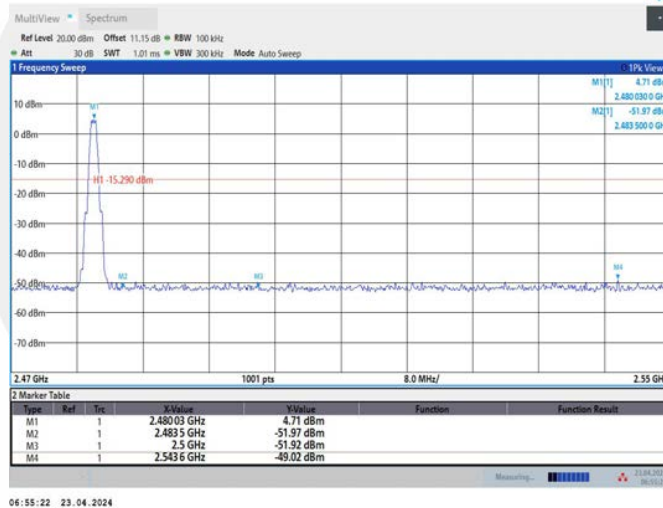 MultiView Spectrum
Ref Level 20.00 dBm Offset 11.15 dB RBW 100 kHz
Att 30 dB SWT 1.01 ms VBW 300 kHz Mode Auto Sweep
1 Frequency Sweep 1Pk View
M1[1] 4.71 dB
2.480 030 0 GH
M2[1] -51.97 dB
2.483 500 0 GH
M1
10 dBm
0 dBm
-10 dBm
H1 -15.290 dBm
-20 dBm
-30 dBm
-40 dBm
M2 M3 M4
-50 dBm
-60 dBm
-70 dBm
2.47 GHz 1001 pts 8.0 MHz/ 2.55 GH
2 Marker Table
Type Ref Trc X-Value Y-Value Function Function Result
M1 1 2.48003 GHz 4.71 dBm
M2 1 2.4835 GHz -51.97 dBm
M3 1 2.5 GHz -51.92 dBm
M4 1 2.5436 GHz -49.02 dBm
Measuring...
06:55:22 23.04.2024